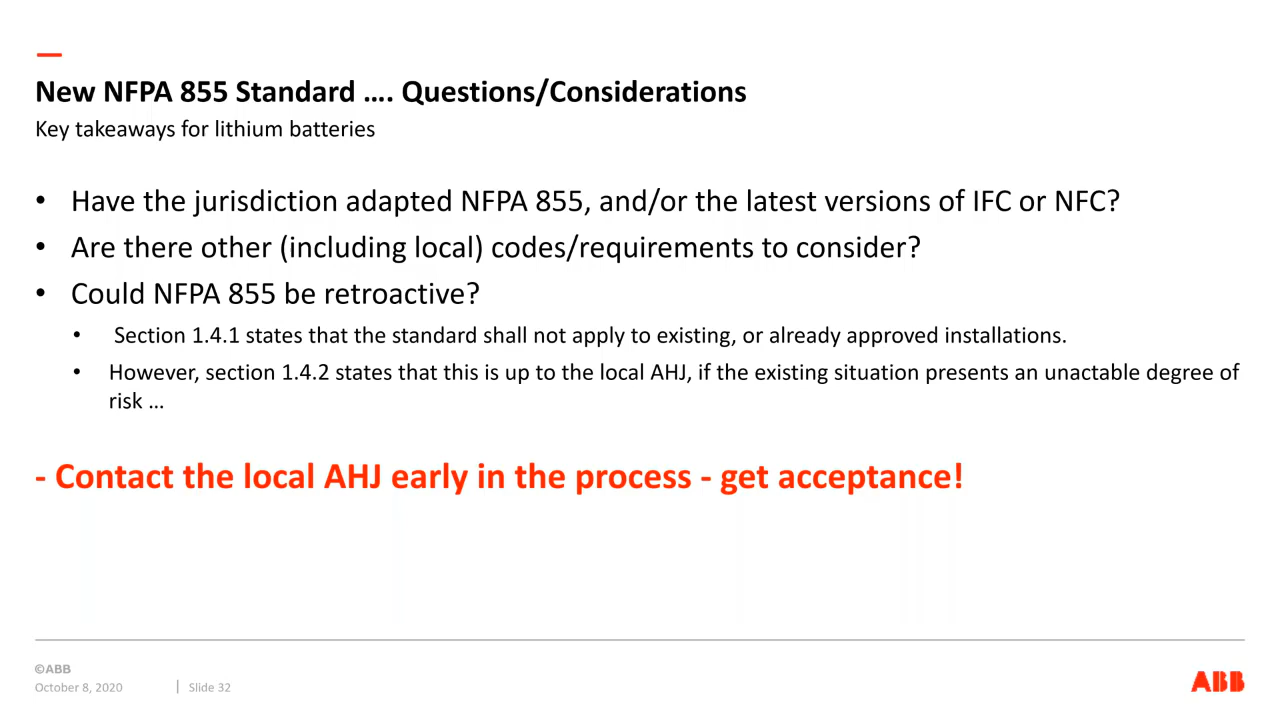 New NFPA 855 Standard …. Questions/Considerations
Key takeaways for lithium batteries
• Have the jurisdiction adapted NFPA 855, and/or the latest versions of IFC or NFC?
• Are there other (including local) codes/requirements to consider?
• Could NFPA 855 be retroactive?
• Section 1.4.1 states that the standard shall not apply to existing, or already approved installations.
• However, section 1.4.2 states that this is up to the local AHJ, if the existing situation presents an unactable degree of
risk …
- Contact the local AHJ early in the process - get acceptance!
©ABB
October 8, 2020 | Slide 32
ABB